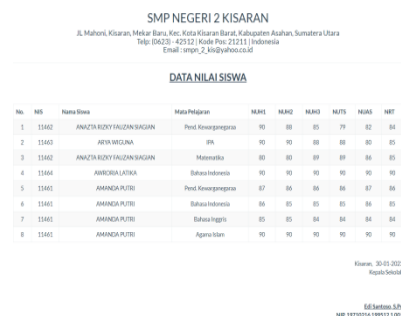 SMP NEGERI 2 KISARAN
JL. Mahoni, Kisaran, Mekar Baru, Kec. Kota Kisaran Barat, Kabupaten Asahan, Sumatera Utara
Telp: (0623) - 42512 | Kode Pos: 21211 | Indonesia
Email : smpn_2_kis@yahoo.co.id
DATA NILAI SISWA
No. NIS Nama Siswa Mata Pelajaran NUH1 NUH2 NUH3 NUTS NUAS NRT
1 11462 ANAZTA RIZKY FAUZAN SIAGIAN Pend. Kewarganegaraa 90 88 85 79 82 84
2 11463 ARYA WIGUNA IPA 90 90 88 88 80 85
3 11462 ANAZTA RIZKY FAUZAN SIAGIAN Matematika 80 80 89 89 86 85
4 11464 AWRORIA LATIKA Bahasa Indonesia 90 90 90 90 90 90
5 11461 AMANDA PUTRI Pend. Kewarganegaraa 87 86 86 86 87 86
6 11461 AMANDA PUTRI Bahasa Indonesia 86 85 85 85 86 85
7 11461 AMANDA PUTRI Bahasa Inggris 85 85 84 84 84 84
8 11461 AMANDA PUTRI Agama Islam 90 90 90 90 90 90
Kisaran, 30-01-202
Kepala Sekolah
Edi Santoso, S.P